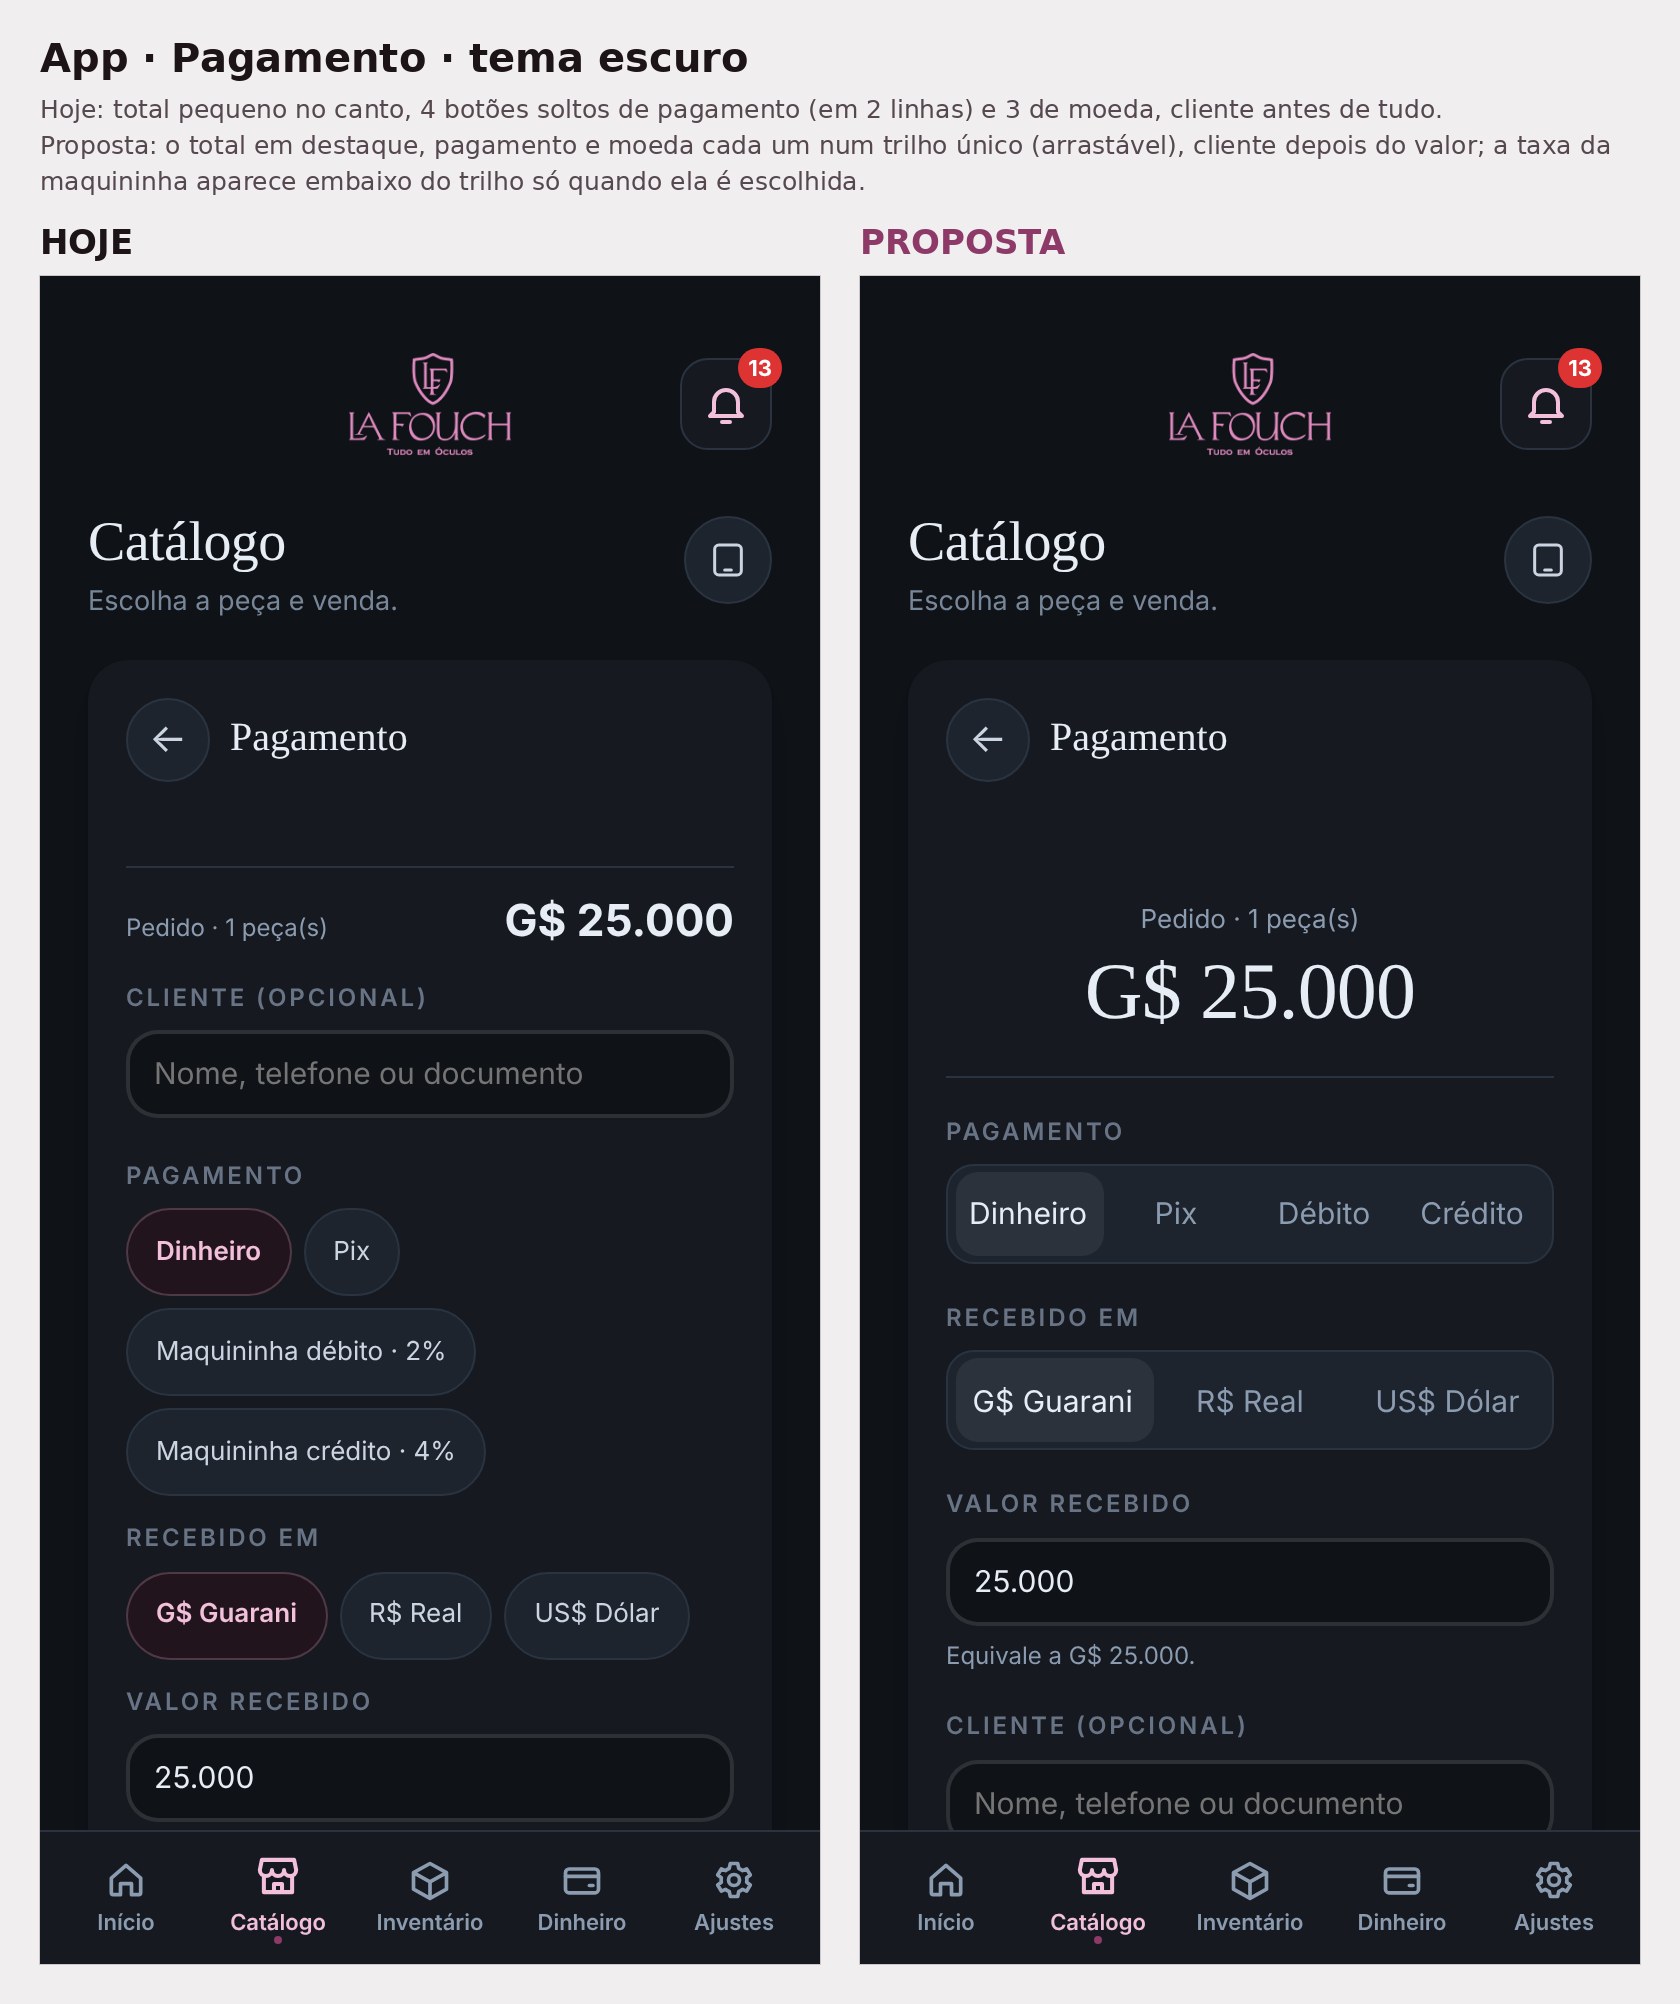 App · Pagamento · tema escuro
Hoje: total pequeno no canto, 4 botões soltos de pagamento (em 2 linhas) e 3 de moeda, cliente antes de tudo.
Proposta: o total em destaque, pagamento e moeda cada um num trilho único (arrastável), cliente depois do valor; a taxa da
maquininha aparece embaixo do trilho só quando ela é escolhida.
HOJE
LF
LA FOUCH
TUDO EM ÓCULOS
13
Catálogo
Escolha a peça e venda.
Pagamento
Pedido · 1 peça(s)
G$ 25.000
CLIENTE (OPCIONAL)
Nome, telefone ou documento
PAGAMENTO
Dinheiro
Pix
Maquininha débito · 2%
Maquininha crédito · 4%
RECEBIDO EM
G$ Guarani
R$ Real
US$ Dólar
VALOR RECEBIDO
25.000
Início
Catálogo
Inventário
Dinheiro
Ajustes
PROPOSTA
LF
LA FOUCH
TUDO EM ÓCULOS
13
Catálogo
Escolha a peça e venda.
Pagamento
Pedido · 1 peça(s)
G$ 25.000
PAGAMENTO
Dinheiro
Pix
Débito
Crédito
RECEBIDO EM
G$ Guarani
R$ Real
US$ Dólar
VALOR RECEBIDO
25.000
Equivale a G$ 25.000.
CLIENTE (OPCIONAL)
Nome, telefone ou documento
Início
Catálogo
Inventário
Dinheiro
Ajustes